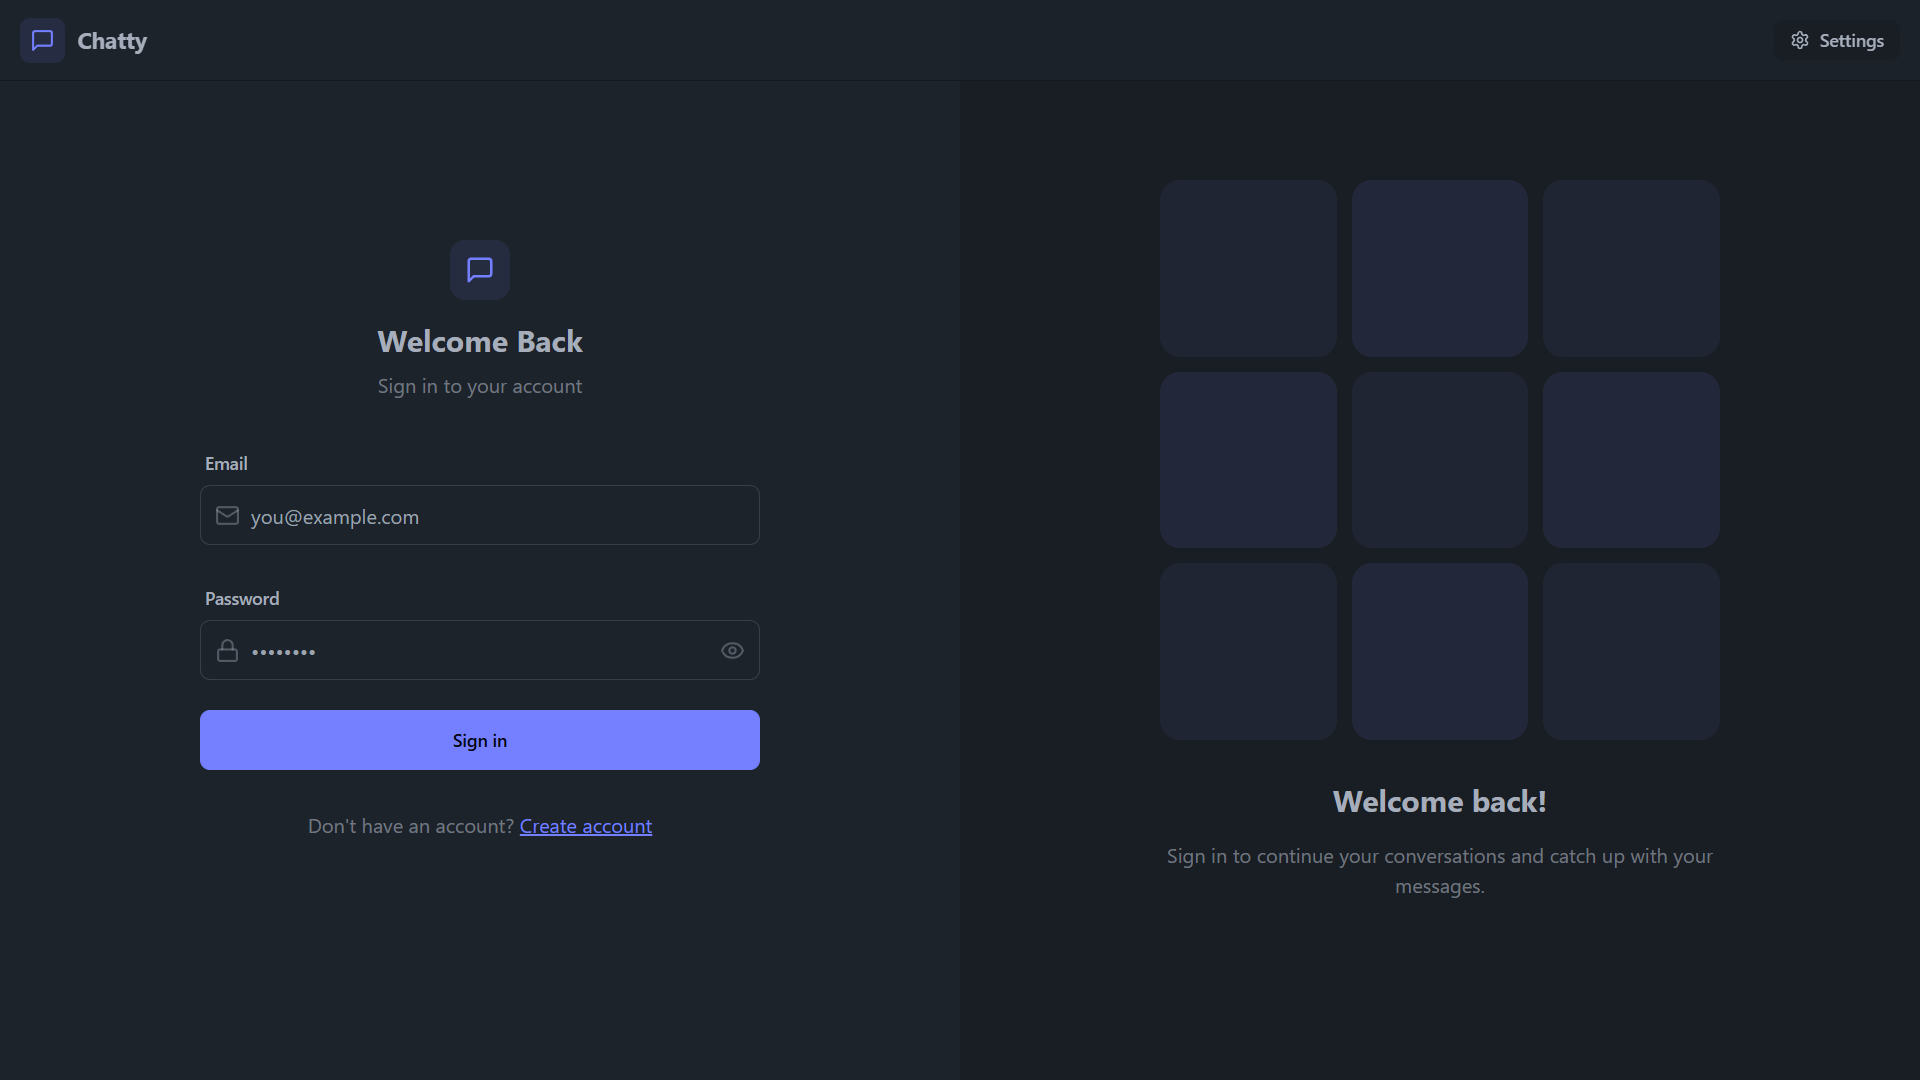 Chatty
Settings
Welcome Back
Sign in to your account
Email
you@example.com
Password
••••••••
Sign in
Don't have an account? Create account
Welcome back!
Sign in to continue your conversations and catch up with your
messages.